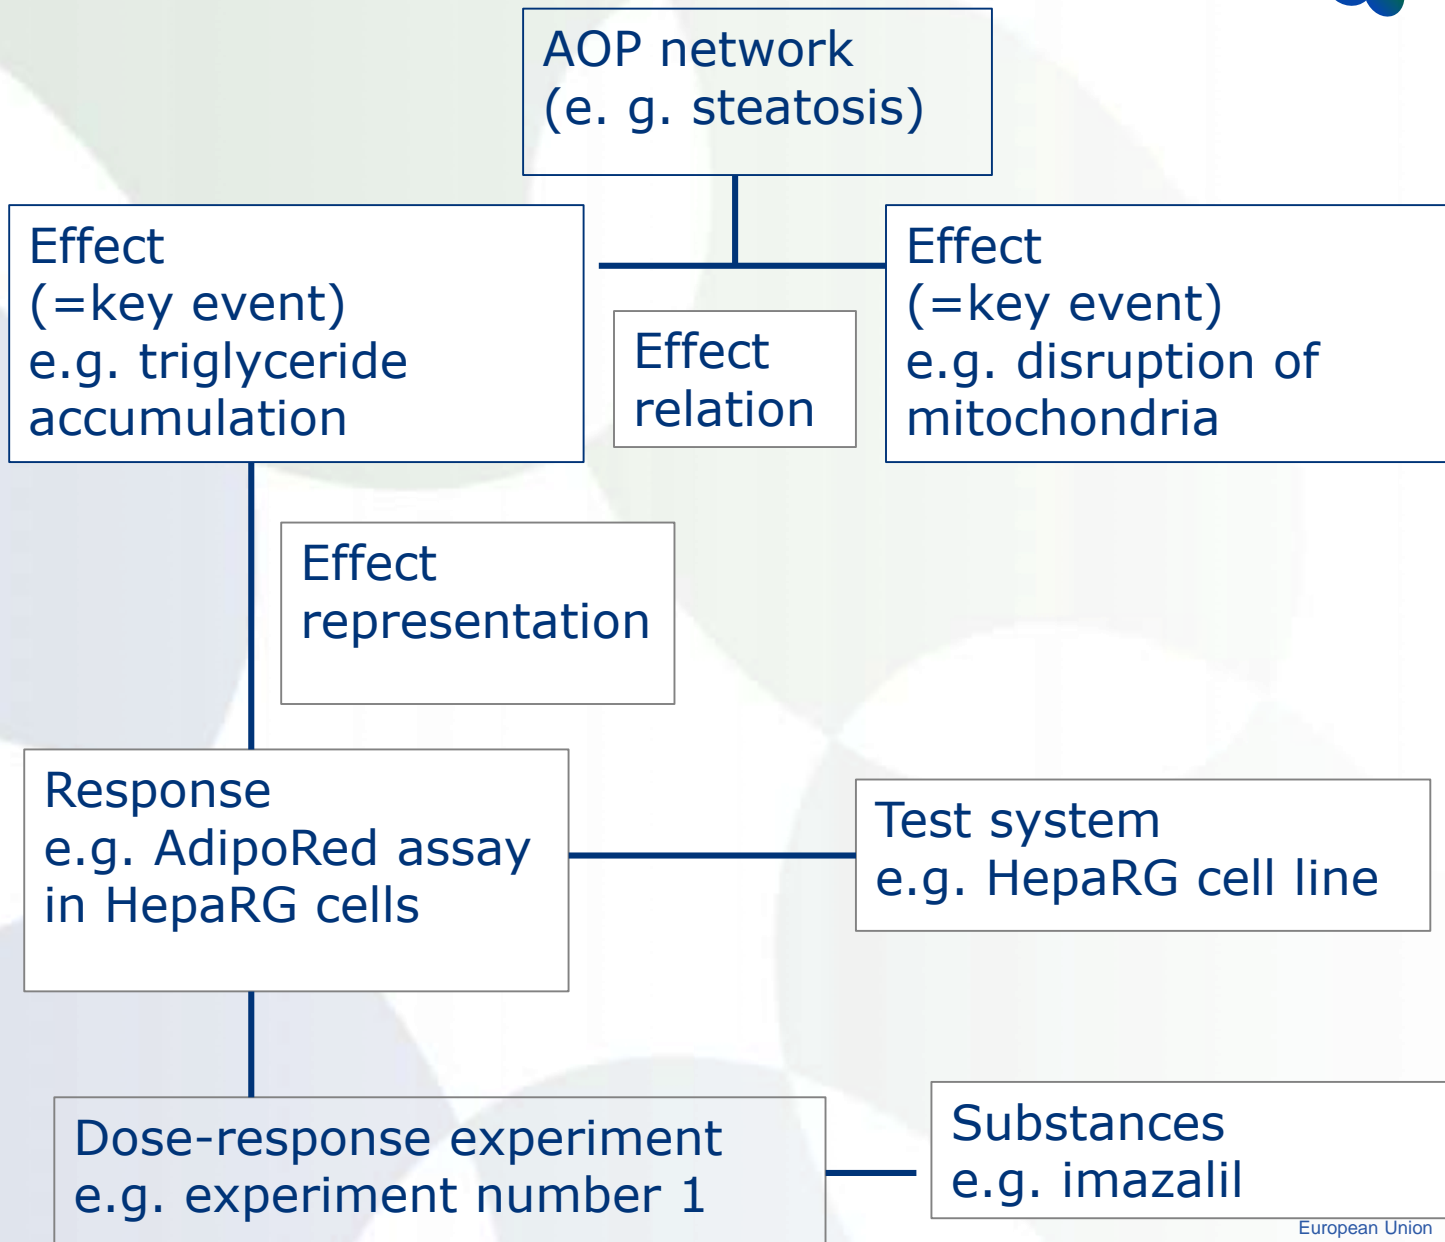 AOP network
(e. g. steatosis)
Effect
(=key event)
e.g. triglyceride
accumulation
Effect
relation
Effect
(=key event)
e.g. disruption of
mitochondria
Effect
representation
Response
e.g. AdipoRed assay
in HepaRG cells
Test system
e.g. HepaRG cell line
Dose-response experiment
e.g. experiment number 1
Substances
e.g. imazalil
European Union